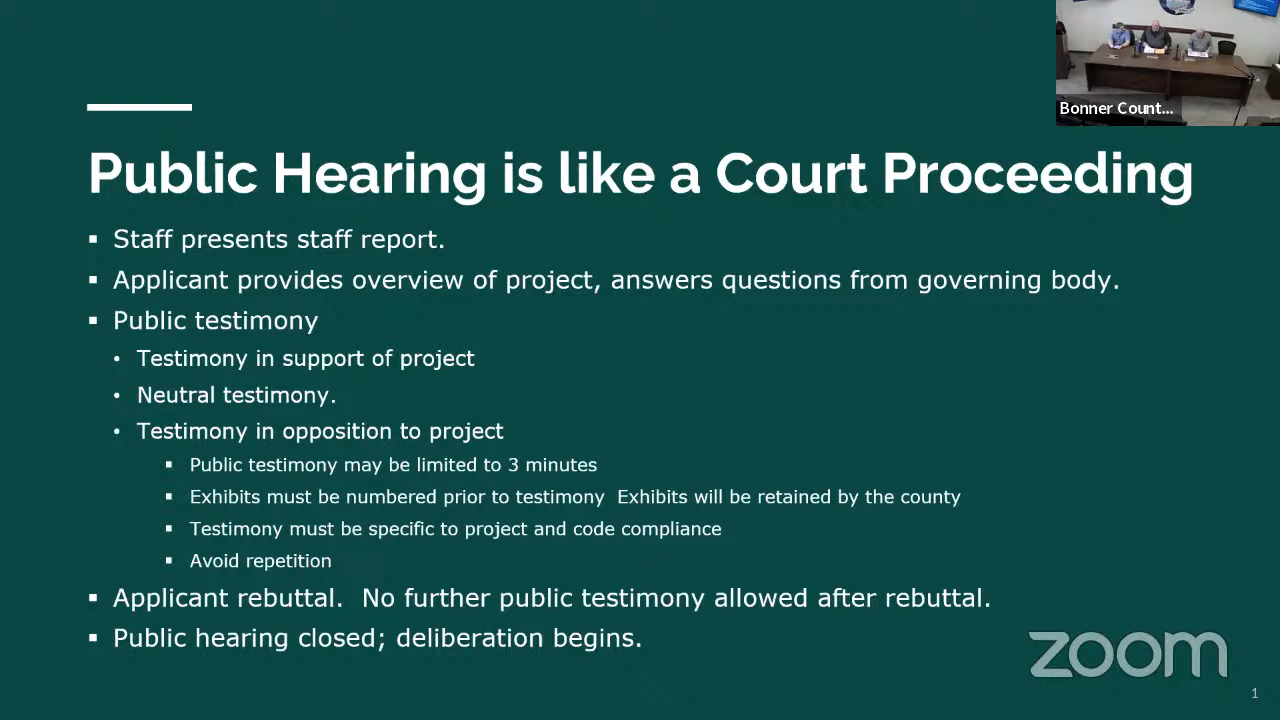 Bonner Count...
Public Hearing is like a Court Proceeding
Staff presents staff report.
Applicant provides overview of project, answers questions from governing body.
Public testimony
Testimony in support of project
Neutral testimony.
Testimony in opposition to project
Public testimony may be limited to 3 minutes
Exhibits must be numbered prior to testimony  Exhibits will be retained by the county
Testimony must be specific to project and code compliance
Avoid repetition
Applicant rebuttal.  No further public testimony allowed after rebuttal.
Public hearing closed; deliberation begins.
zoom
1